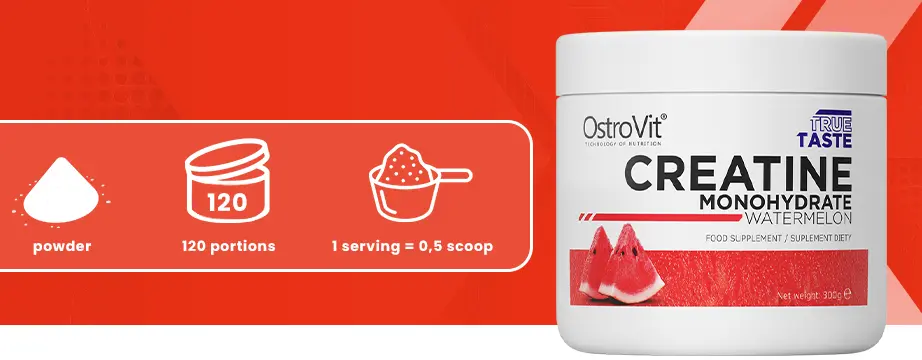 120
powder
120 portions
1 serving = 0,5 scoop
OstroVit®
TECHNOLOGY OF NUTRITION
TRUE
TASTE
CREATINE
MONOHYDRATE
WATERMELON
FOOD SUPPLEMENT / SUPLEMENT DIETY
Net weight: 300g ℮